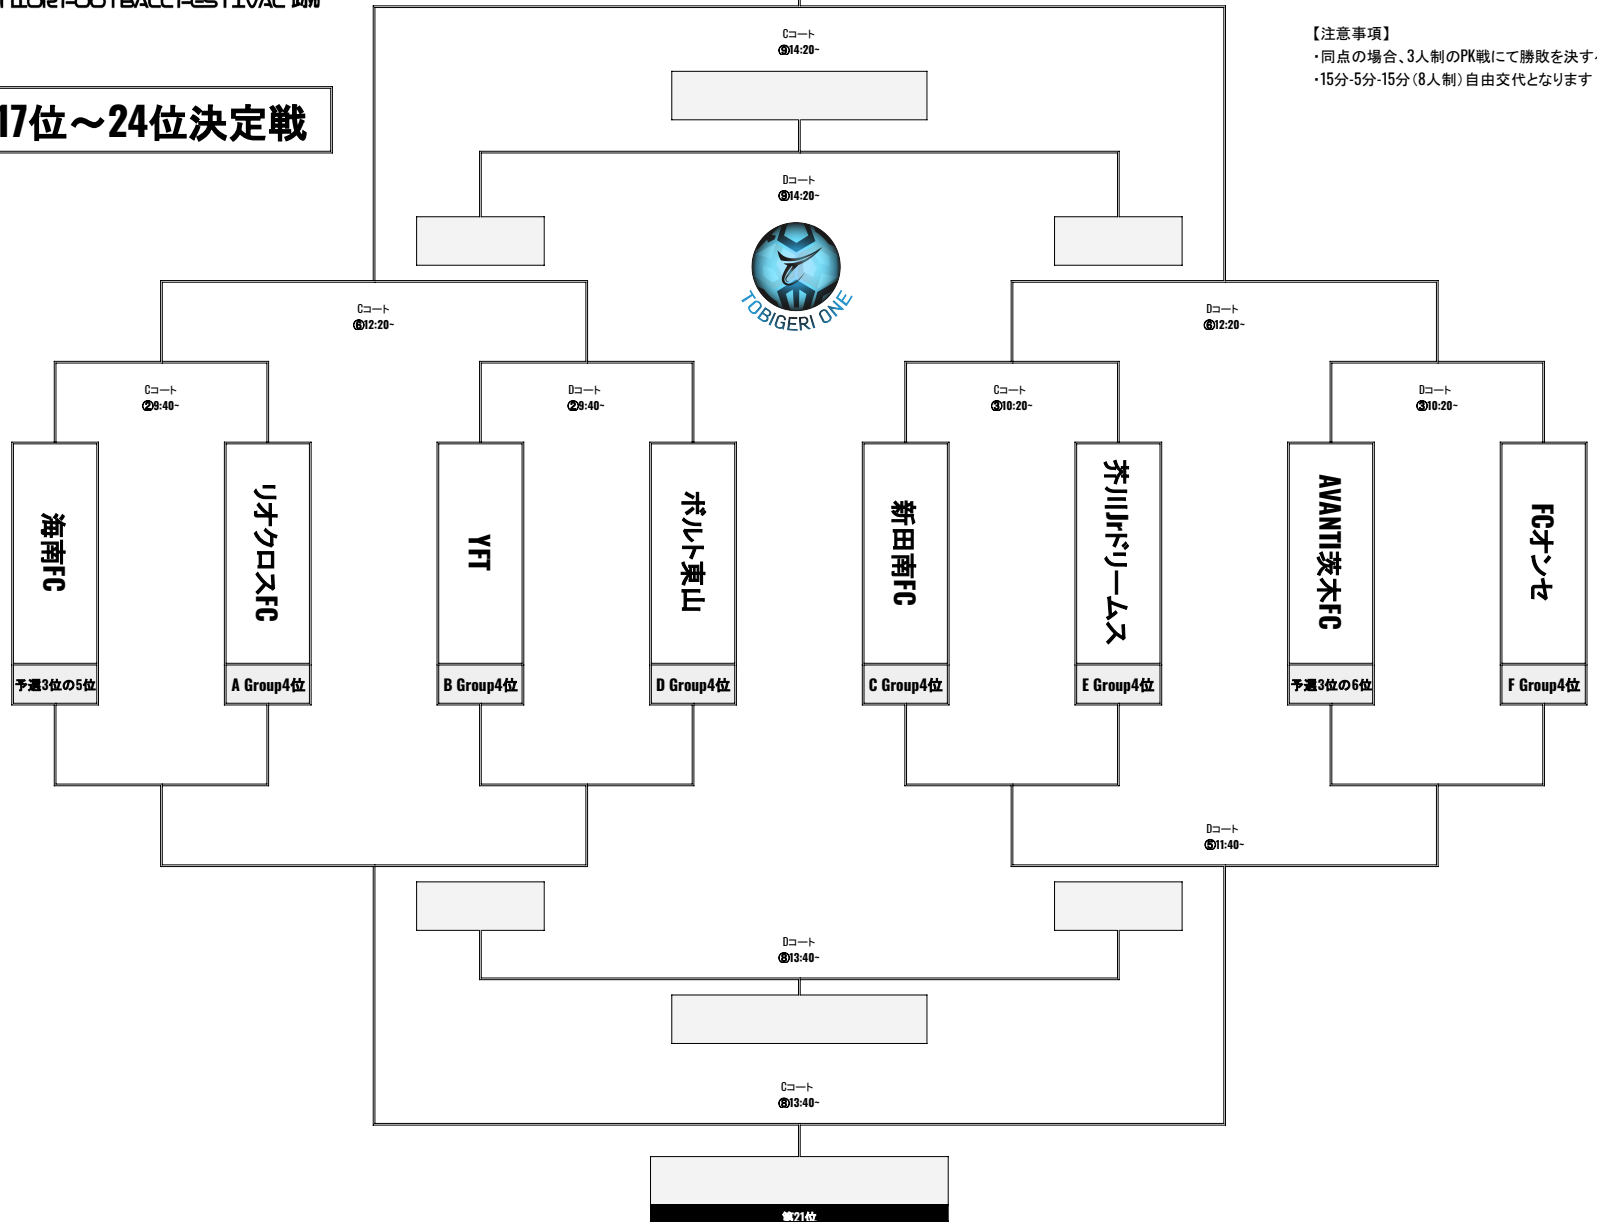 Cコート
⑨14:20~
【注意事項】
・同点の場合、3人制のPK戦にて勝敗を決す
・15分-5分-15分(8人制)自由交代となります
17位～24位決定戦
Dコート
⑨14:20~
TOBIGERI ONE
Cコート
⑥12:20~
Dコート
⑥12:20~
Cコート
②9:40~
Dコート
②9:40~
Cコート
③10:20~
Dコート
③10:20~
海南FC
リオクロスFC
YFT
ボルト東山
新田南FC
芥川Jrドリームス
AVANTI茨木FC
FCオンセ
予選3位の5位
A Group4位
B Group4位
D Group4位
C Group4位
E Group4位
予選3位の6位
F Group4位
Dコート
⑤11:40~
Dコート
⑧13:40~
Cコート
⑧13:40~
第21位